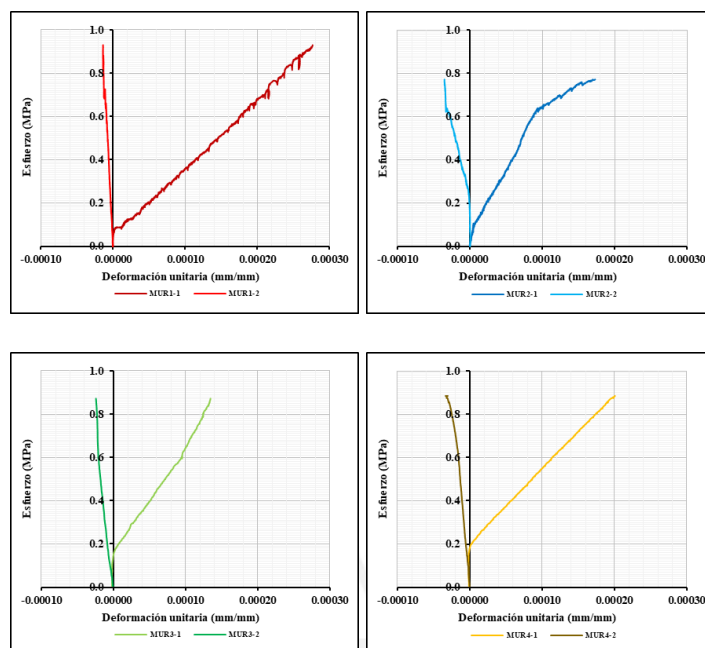 1.0
0.8
0.6
0.4
0.2
0.0
Esfuerzo (MPa)
-0.00010 0.00000 0.00010 0.00020 0.00030
Deformación unitaria (mm/mm)
MUR1-1 MUR1-2
1.0
0.8
0.6
0.4
0.2
0.0
Esfuerzo (MPa)
-0.00010 0.00000 0.00010 0.00020 0.00030
Deformación unitaria (mm/mm)
MUR2-1 MUR2-2
1.0
0.8
0.6
0.4
0.2
0.0
Esfuerzo (MPa)
-0.00010 0.00000 0.00010 0.00020 0.00030
Deformación unitaria (mm/mm)
MUR3-1 MUR3-2
1.0
0.8
0.6
0.4
0.2
0.0
Esfuerzo (MPa)
-0.00010 0.00000 0.00010 0.00020 0.00030
Deformación unitaria (mm/mm)
MUR4-1 MUR4-2